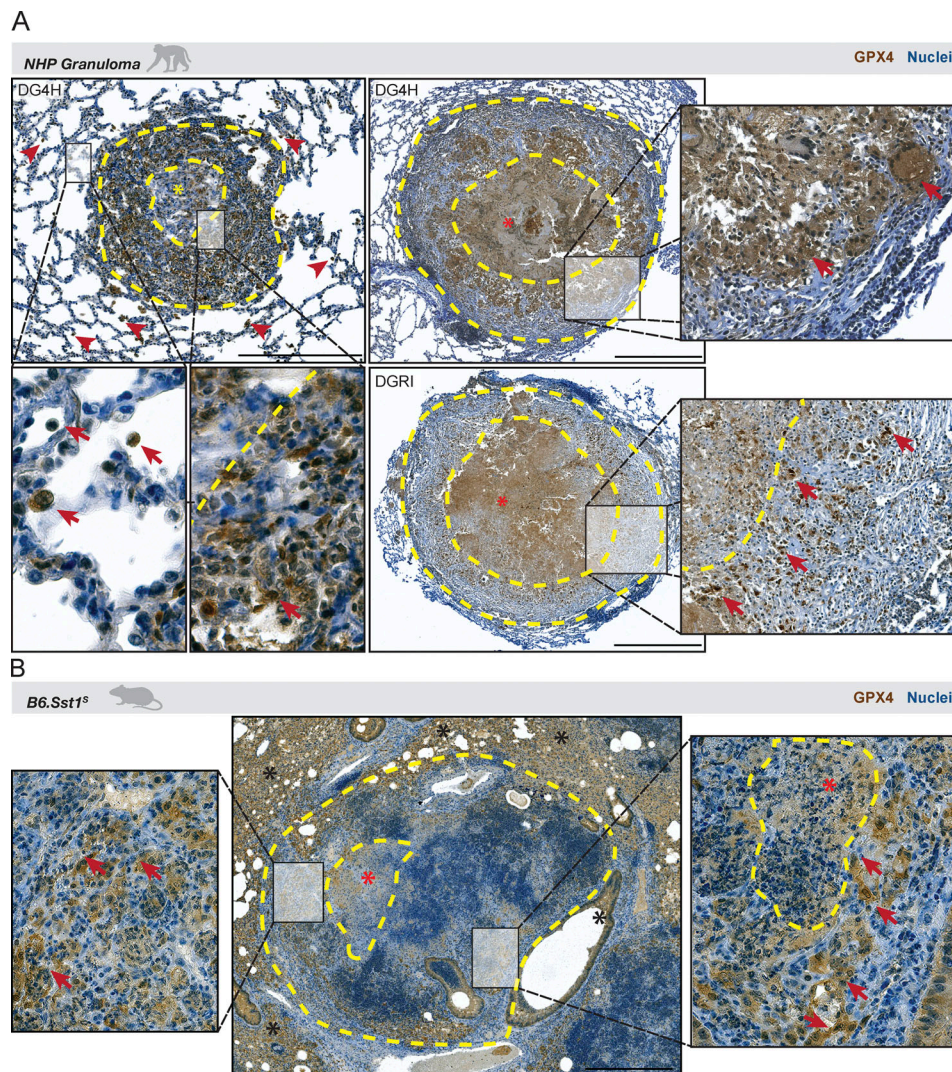 A
NHP Granuloma
GPX4 Nuclei
DG4H
DG4H
DGRI
B
B6.Sst1S
GPX4 Nuclei